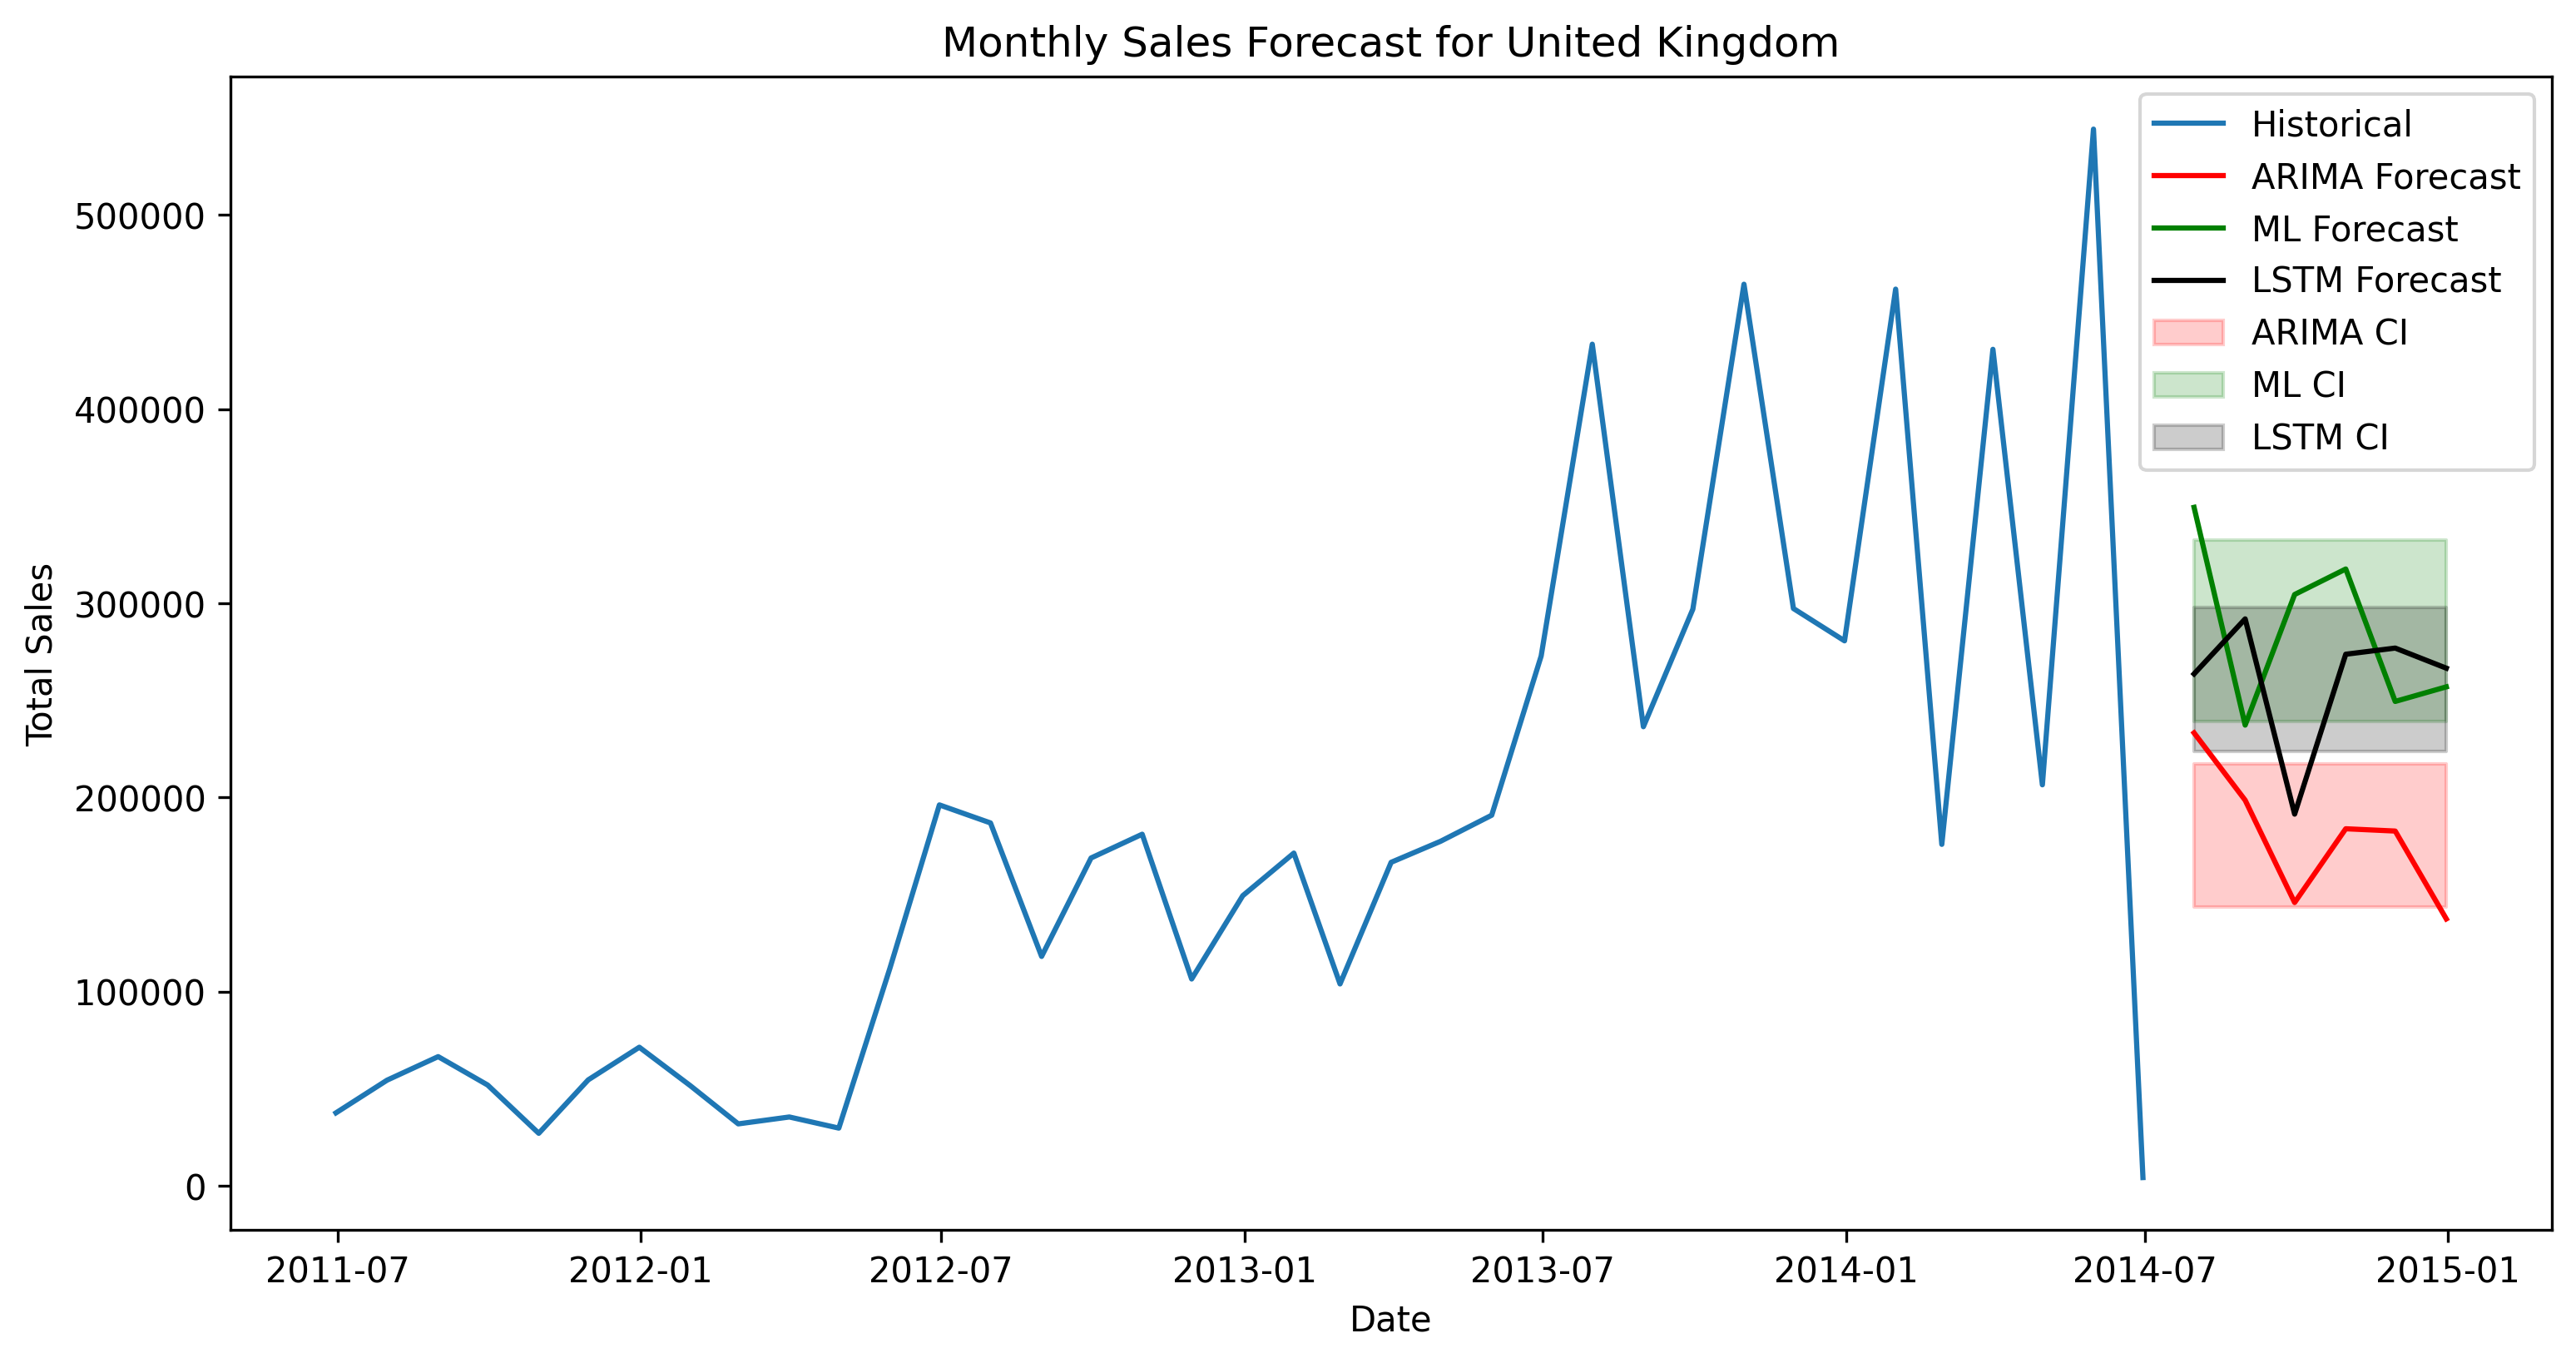 Monthly Sales Forecast for United Kingdom
Historical
ARIMA Forecast
ML Forecast
LSTM Forecast
ARIMA CI
ML CI
LSTM CI
Total Sales
500000
400000
300000
200000
100000
0
2011-07 2012-01 2012-07 2013-01 2013-07 2014-01 2014-07 2015-01
Date